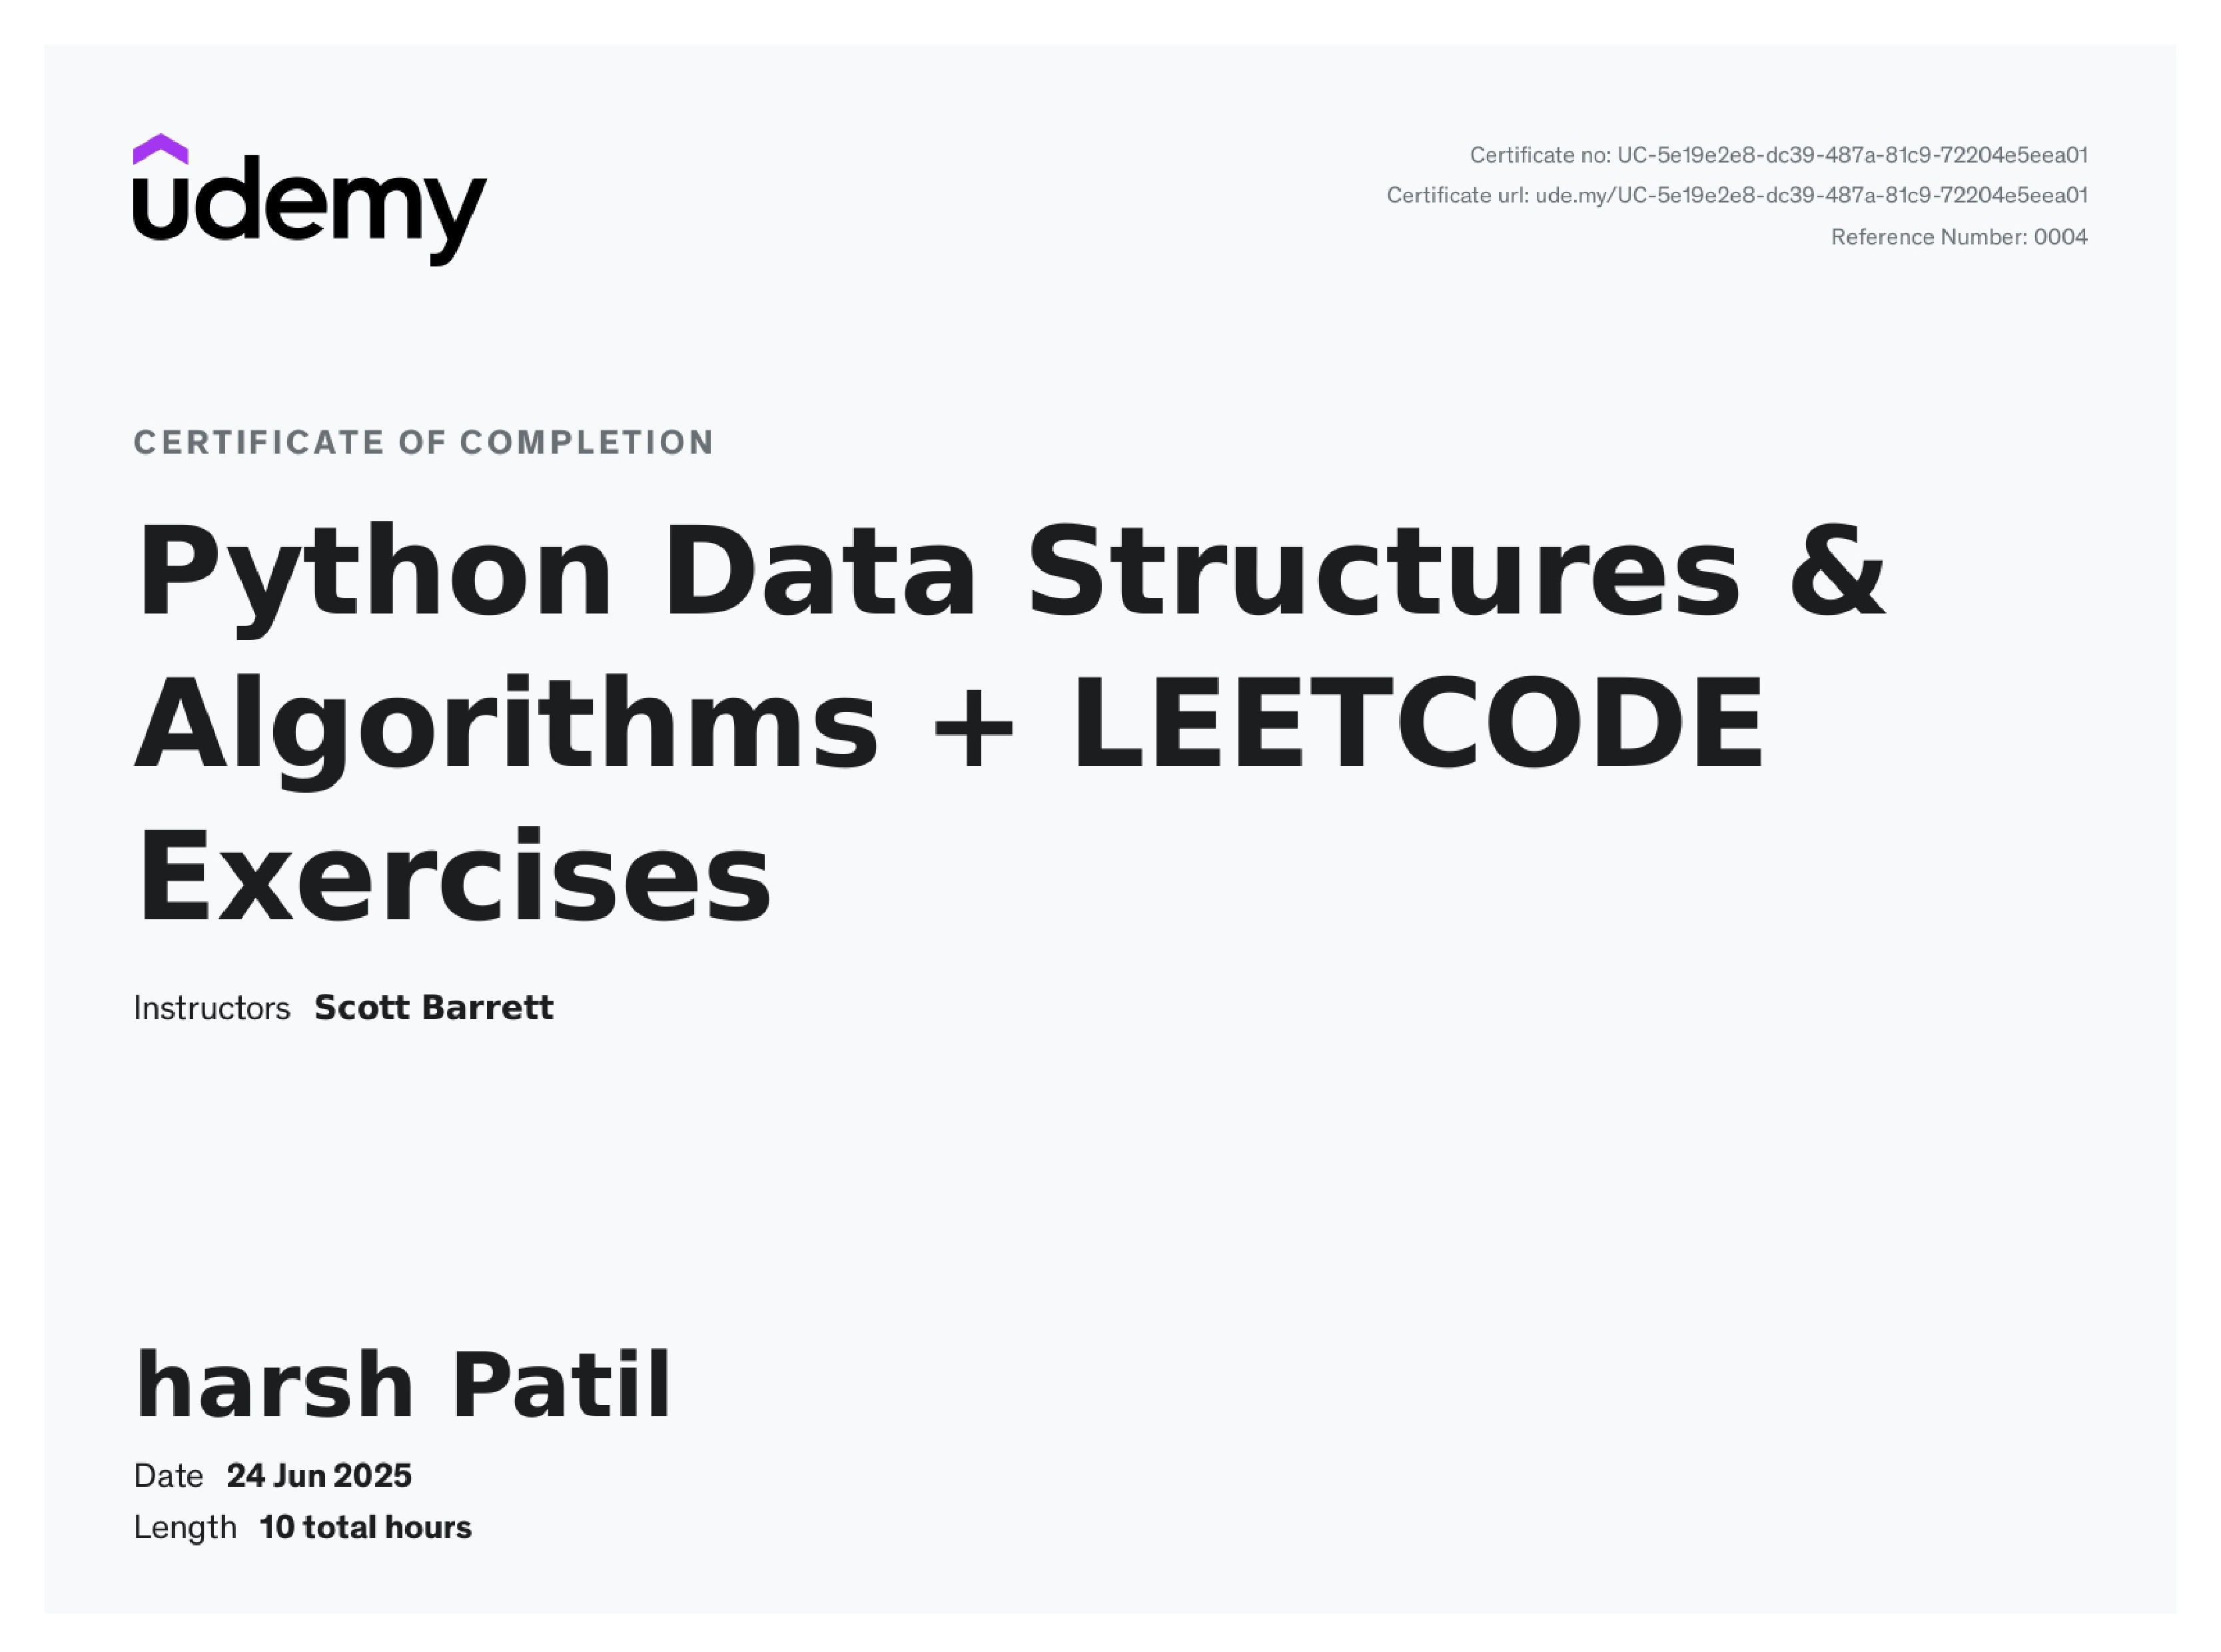 udemy
Certificate no: UC-5e19e2e8-dc39-487a-81c9-72204e5eea01
Certificate url: ude.my/UC-5e19e2e8-dc39-487a-81c9-72204e5eea01
Reference Number: 0004
CERTIFICATE OF COMPLETION
Python Data Structures &
Algorithms + LEETCODE
Exercises
Instructors Scott Barrett
harsh Patil
Date 24 Jun 2025
Length 10 total hours